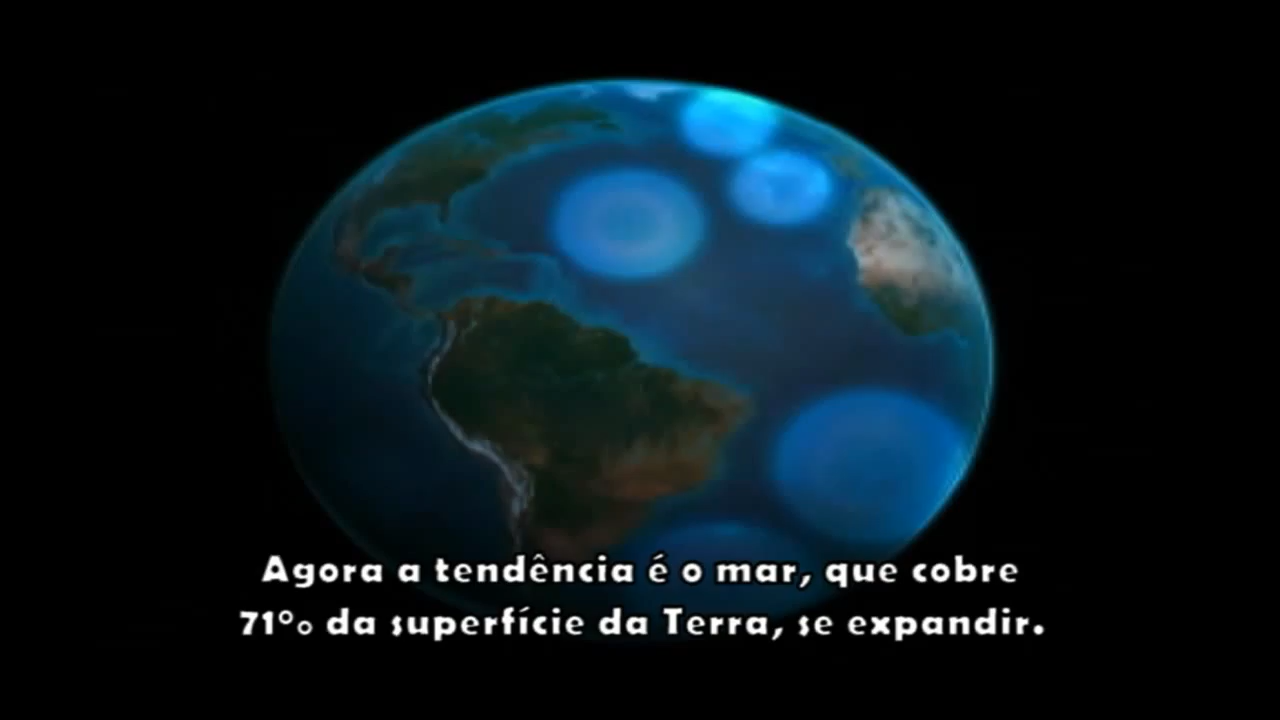 Agora a tendência é o mar, que cobre
71% da superfície da Terra, se expandir.